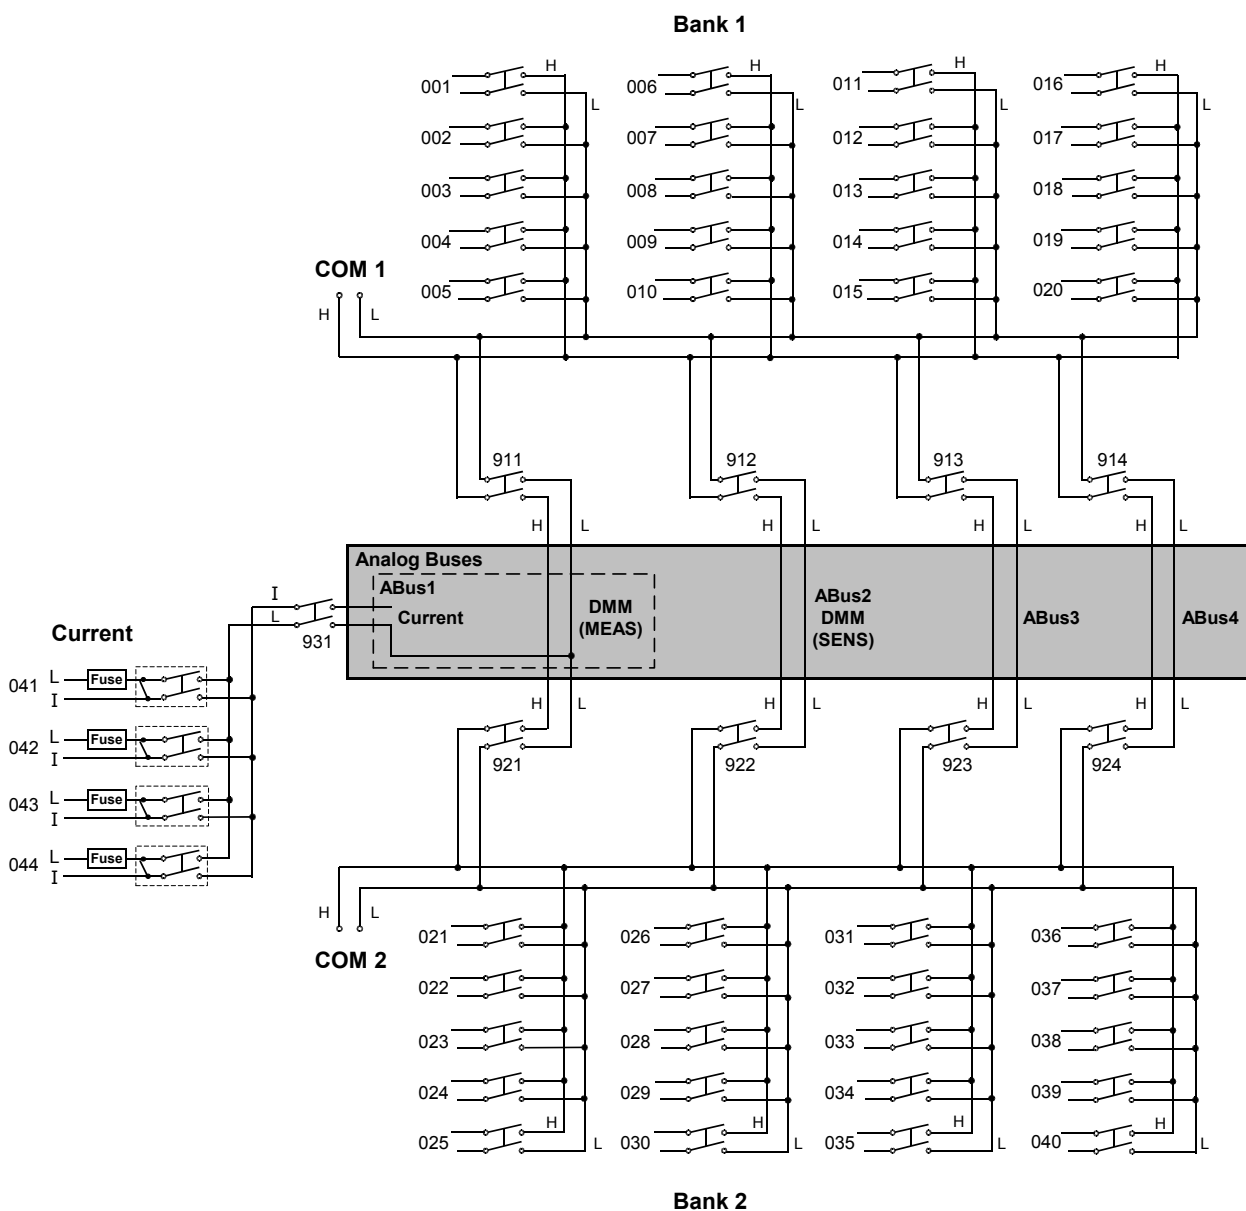 Bank 1
H H H H
001 006 011 016
L L L L
002 007 012 017
003 008 013 018
004 009 014 019
COM 1
005 010 015 020
H L
911 912 913 914
H L H L H L H L
Analog Buses
ABus1
Current
DMM
(MEAS)
ABus2
DMM
(SENS)
ABus3
ABus4
I
L
931
Current
041 L Fuse
I
042 L Fuse
I
043 L Fuse
I
044 L Fuse
I
H L H L H L H L
921 922 923 924
H L
COM 2
021 026 031 036
022 027 032 037
023 028 033 038
024 029 034 039
H H H H
025 030 035 040
L L L L
Bank 2